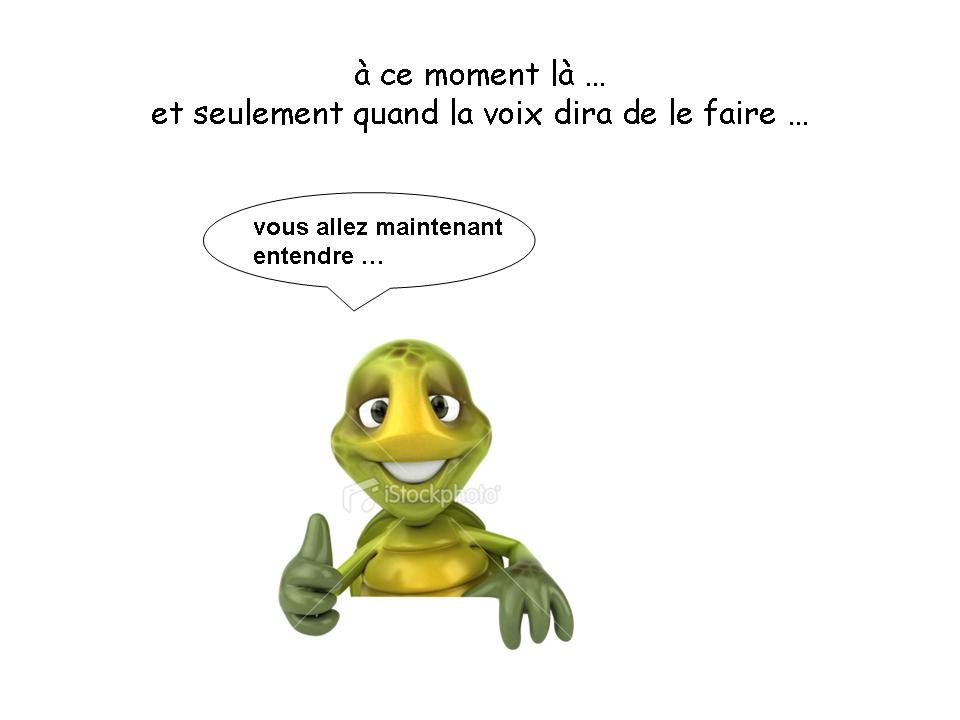 à ce moment là ...
et seulement quand la voix dira de le faire ...
vous allez maintenant
entendre …
iStockphoto